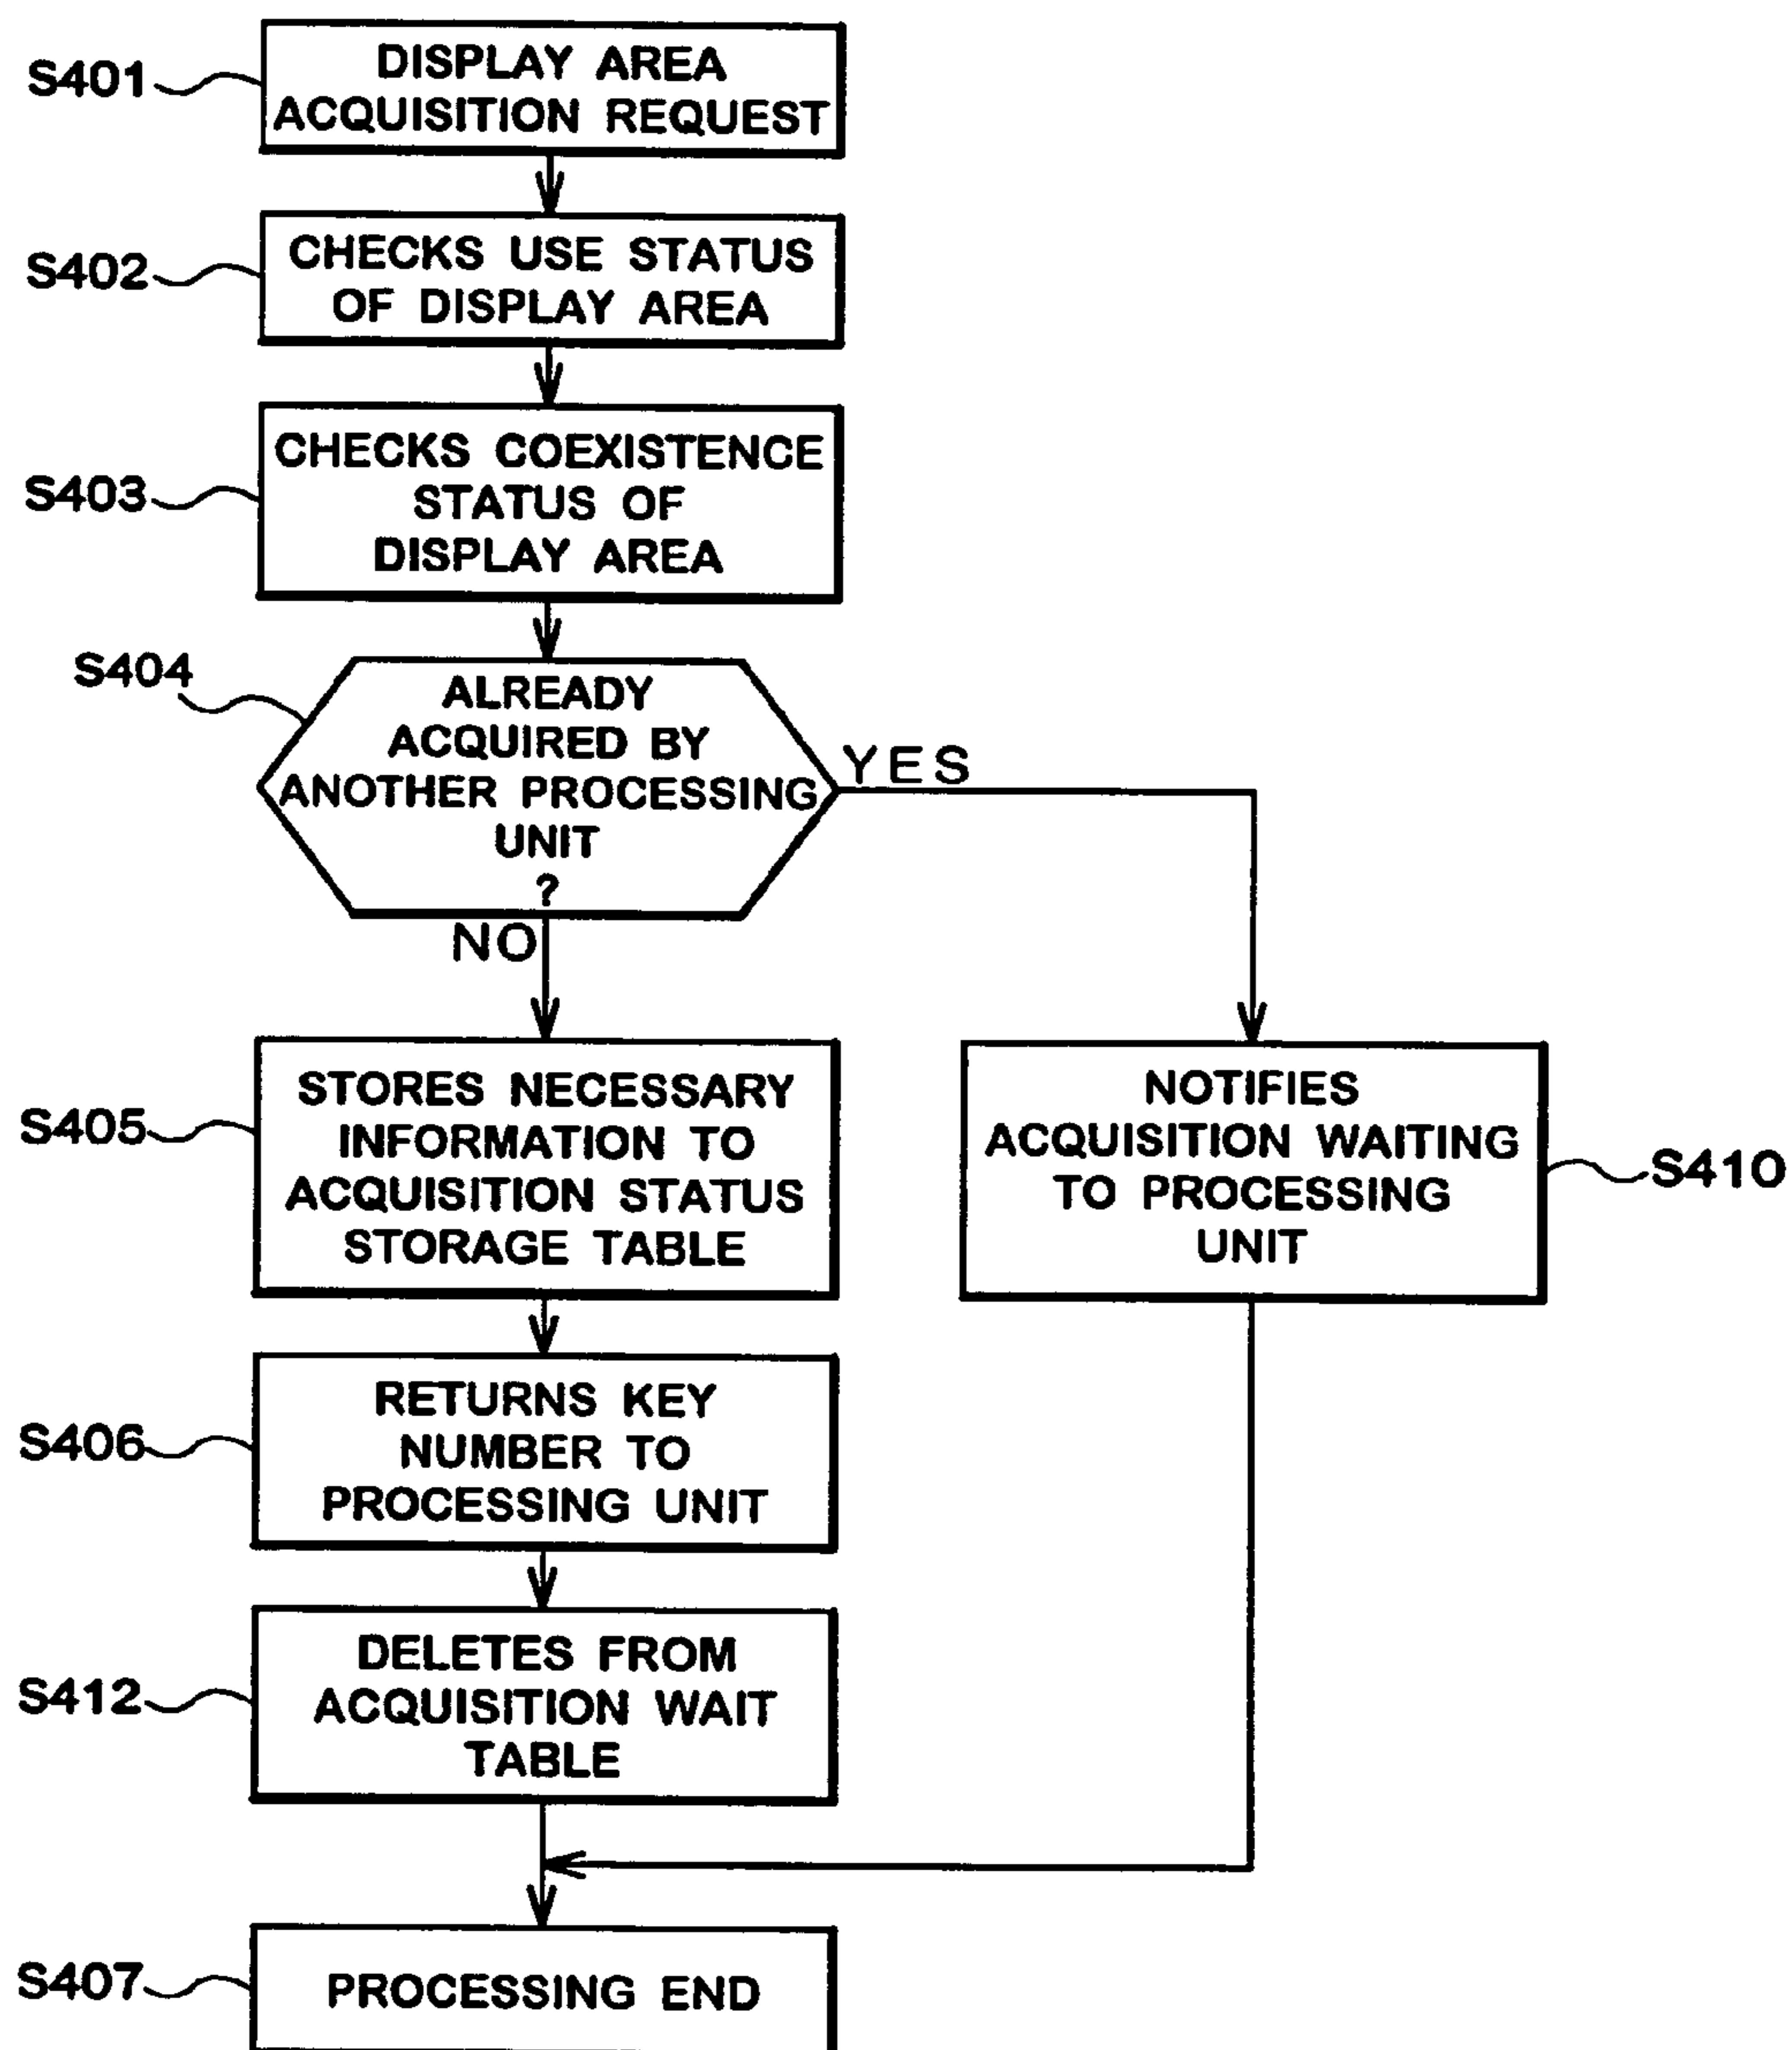 S401
DISPLAY AREA
ACQUISITION REQUEST
S402
CHECKS USE STATUS
OF DISPLAY AREA
S403
CHECKS COEXISTENCE
STATUS OF
DISPLAY AREA
S404
ALREADY
ACQUIRED BY
ANOTHER PROCESSING
UNIT
?
YES
NO
S405
STORES NECESSARY
INFORMATION TO
ACQUISITION STATUS
STORAGE TABLE
NOTIFIES
ACQUISITION WAITING
TO PROCESSING
UNIT
S410
S406
RETURNS KEY
NUMBER TO
PROCESSING UNIT
S412
DELETES FROM
ACQUISITION WAIT
TABLE
S407
PROCESSING END